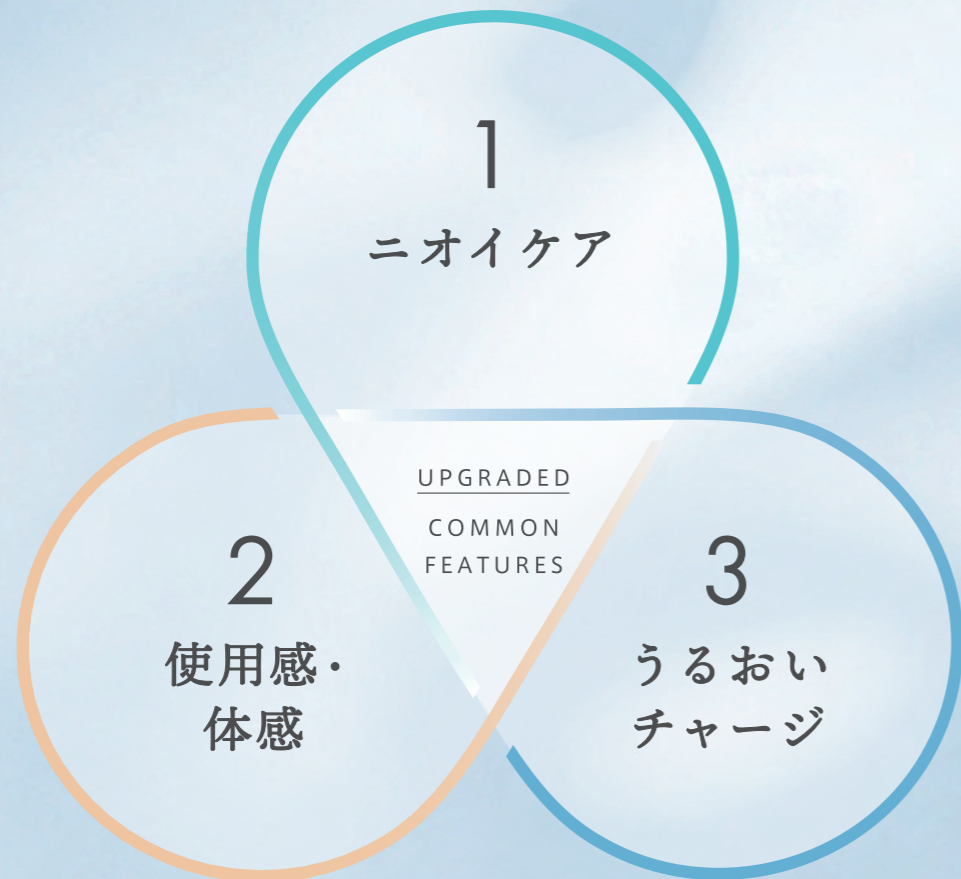 1
ニオイケア
UPGRADED
COMMON
FEATURES
2
使用感・
体感
3
うるおい
チャージ